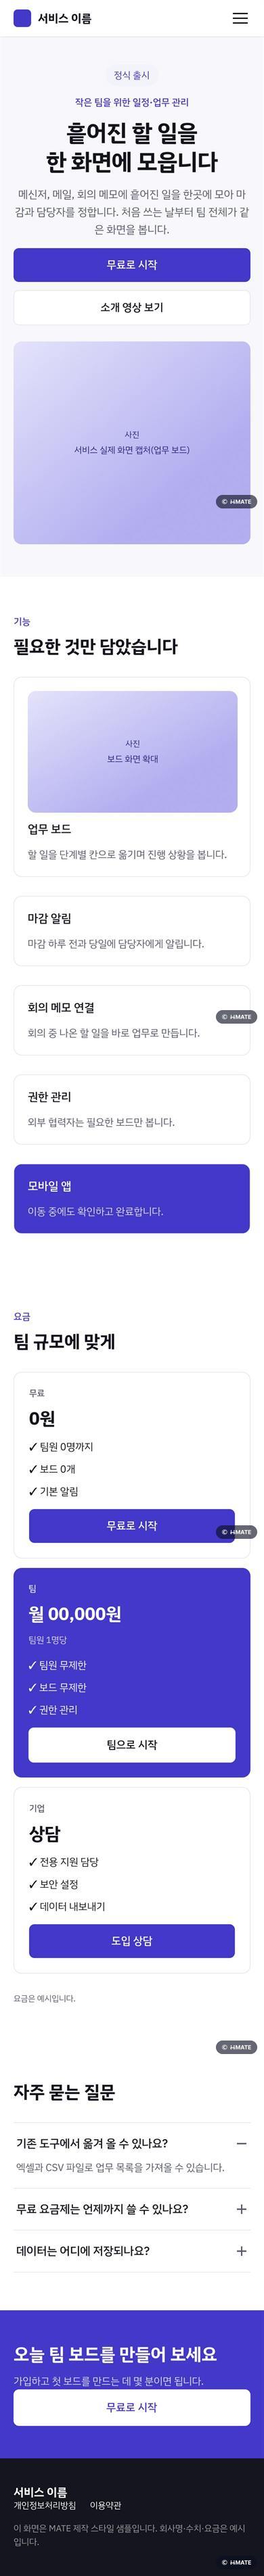 서비스 이름
정식 출시
작은 팀을 위한 일정·업무 관리
흩어진 할 일을
한 화면에 모읍니다
메신저, 메일, 회의 메모에 흩어진 일을 한곳에 모아 마
감과 담당자를 정합니다. 처음 쓰는 날부터 팀 전체가 같
은 화면을 봅니다.
무료로 시작
소개 영상 보기
사진
서비스 실제 화면 캡처(업무 보드)
© MATE
기능
필요한 것만 담았습니다
사진
보드 화면 확대
업무 보드
할 일을 단계별 칸으로 옮기며 진행 상황을 봅니다.
마감 알림
마감 하루 전과 당일에 담당자에게 알립니다.
회의 메모 연결
© MATE
회의 중 나온 할 일을 바로 업무로 만듭니다.
권한 관리
외부 협력자는 필요한 보드만 봅니다.
모바일 앱
이동 중에도 확인하고 완료합니다.
요금
팀 규모에 맞게
무료
0원
✓ 팀원 0명까지
✓ 보드 0개
✓ 기본 알림
무료로 시작
© MATE
팀
월 00,000원
팀원 1명당
✓ 팀원 무제한
✓ 보드 무제한
✓ 권한 관리
팀으로 시작
기업
상담
✓ 전용 지원 담당
✓ 보안 설정
✓ 데이터 내보내기
도입 상담
요금은 예시입니다.
© MATE
자주 묻는 질문
기존 도구에서 옮겨 올 수 있나요?
엑셀과 CSV 파일로 업무 목록을 가져올 수 있습니다.
무료 요금제는 언제까지 쓸 수 있나요?
데이터는 어디에 저장되나요?
오늘 팀 보드를 만들어 보세요
가입하고 첫 보드를 만드는 데 몇 분이면 됩니다.
무료로 시작
서비스 이름
개인정보처리방침 이용약관
이 화면은 MATE 제작 스타일 샘플입니다. 회사명·수치·요금은 예시
입니다.
© MATE